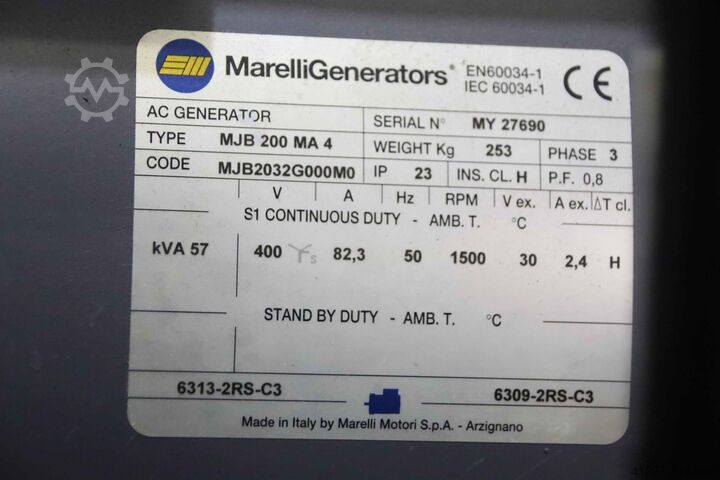 MarelliGenerators®
EN60034-1
IEC 60034-1
CE
AC GENERATOR
SERIAL N° MY 27690
TYPE MJB 200 MA 4
WEIGHT Kg 253 PHASE 3
CODE MJB2032G000M0
IP 23 INS. CL. H P.F. 0,8
V A Hz RPM V ex. A ex. ΔT cl.
S1 CONTINUOUS DUTY - AMB. T. °C
kVA 57 400 Ys 82,3 50 1500 30 2,4 H
STAND BY DUTY - AMB. T. °C
6313-2RS-C3 6309-2RS-C3
Made in Italy by Marelli Motori S.p.A. - Arzignano